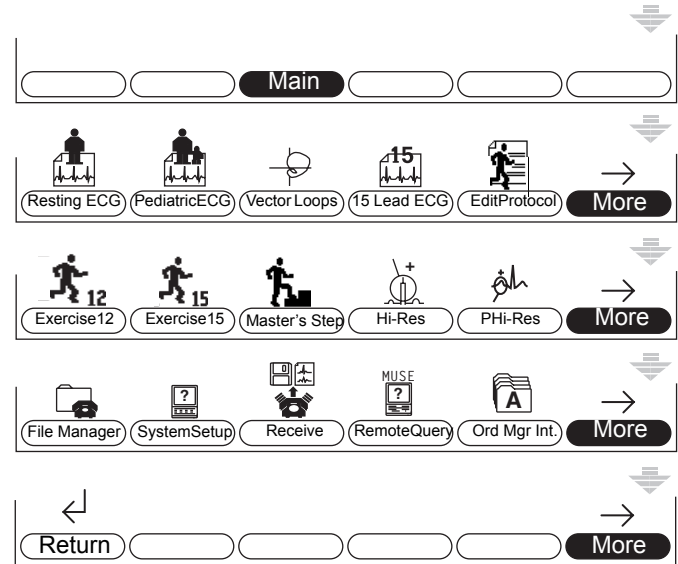 Main
15
Resting ECG PediatricECG Vector Loops 15 Lead ECG EditProtocol More
12 15 +
Exercise12 Exercise15 Master's Step Hi-Res PHi-Res More
MUSE
? ? A
File Manager SystemSetup Receive RemoteQuery Ord Mgr Int. More
Return More